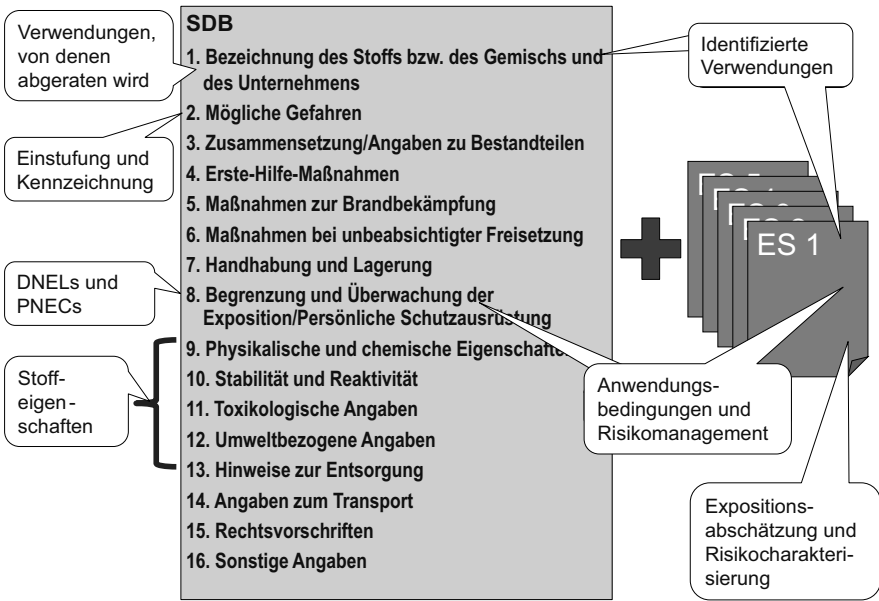 Verwendungen,
von denen
abgeraten wird
Einstufung und
Kennzeichnung
DNELs und
PNECs
Stoff-
eigen-
schaften
SDB
1. Bezeichnung des Stoffs bzw. des Gemischs und
des Unternehmens
2. Mögliche Gefahren
3. Zusammensetzung/Angaben zu Bestandteilen
4. Erste-Hilfe-Maßnahmen
5. Maßnahmen zur Brandbekämpfung
6. Maßnahmen bei unbeabsichtigter Freisetzung
7. Handhabung und Lagerung
8. Begrenzung und Überwachung der
Exposition/Persönliche Schutzausrüstung
9. Physikalische und chemische Eigenschaften
10. Stabilität und Reaktivität
11. Toxikologische Angaben
12. Umweltbezogene Angaben
13. Hinweise zur Entsorgung
14. Angaben zum Transport
15. Rechtsvorschriften
16. Sonstige Angaben
Identifizierte
Verwendungen
ES 1
Anwendungs-
bedingungen und
Risikomanagement
Expositions-
abschätzung und
Risikocharakteri-
sierung